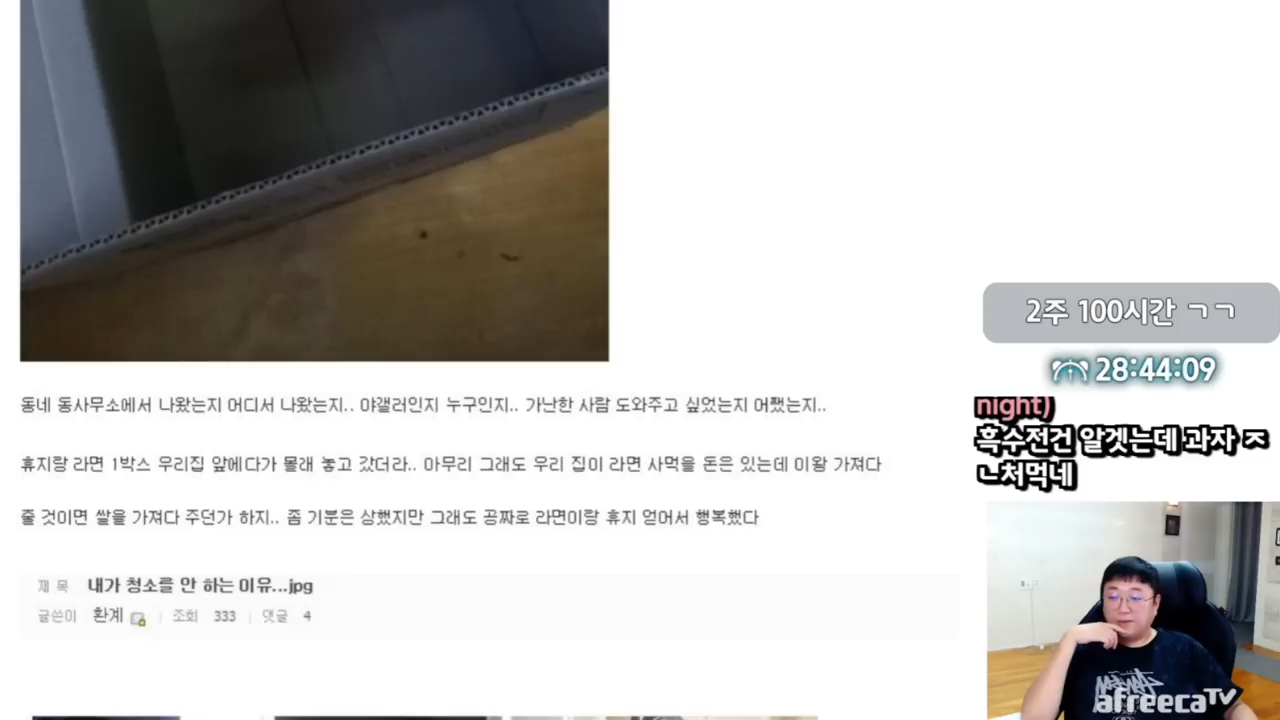 동네 동사무소에서 나왔는지 어디서 나왔는지.. 야갤러인지 누구인지.. 가난한 사람 도와주고 싶었는지 어쨌는지..
휴지랑 라면 1박스 우리집 앞에다가 몰래 놓고 갔더라.. 아무리 그래도 우리 집이 라면 사먹을 돈은 있는데 이왕 가져다
줄 것이면 쌀을 가져다 주던가 하지.. 좀 기분은 상했지만 그래도 공짜로 라면이랑 휴지 얻어서 행복했다
제 목 내가 청소를 안 하는 이유...jpg
글쓴이 환계 조회 333 댓글 4
2주 100시간 ㄱㄱ
28:44:09
night)
흑수전건 알겟는데 과자 ㅈ
ㄴ처먹네
afreecaTV